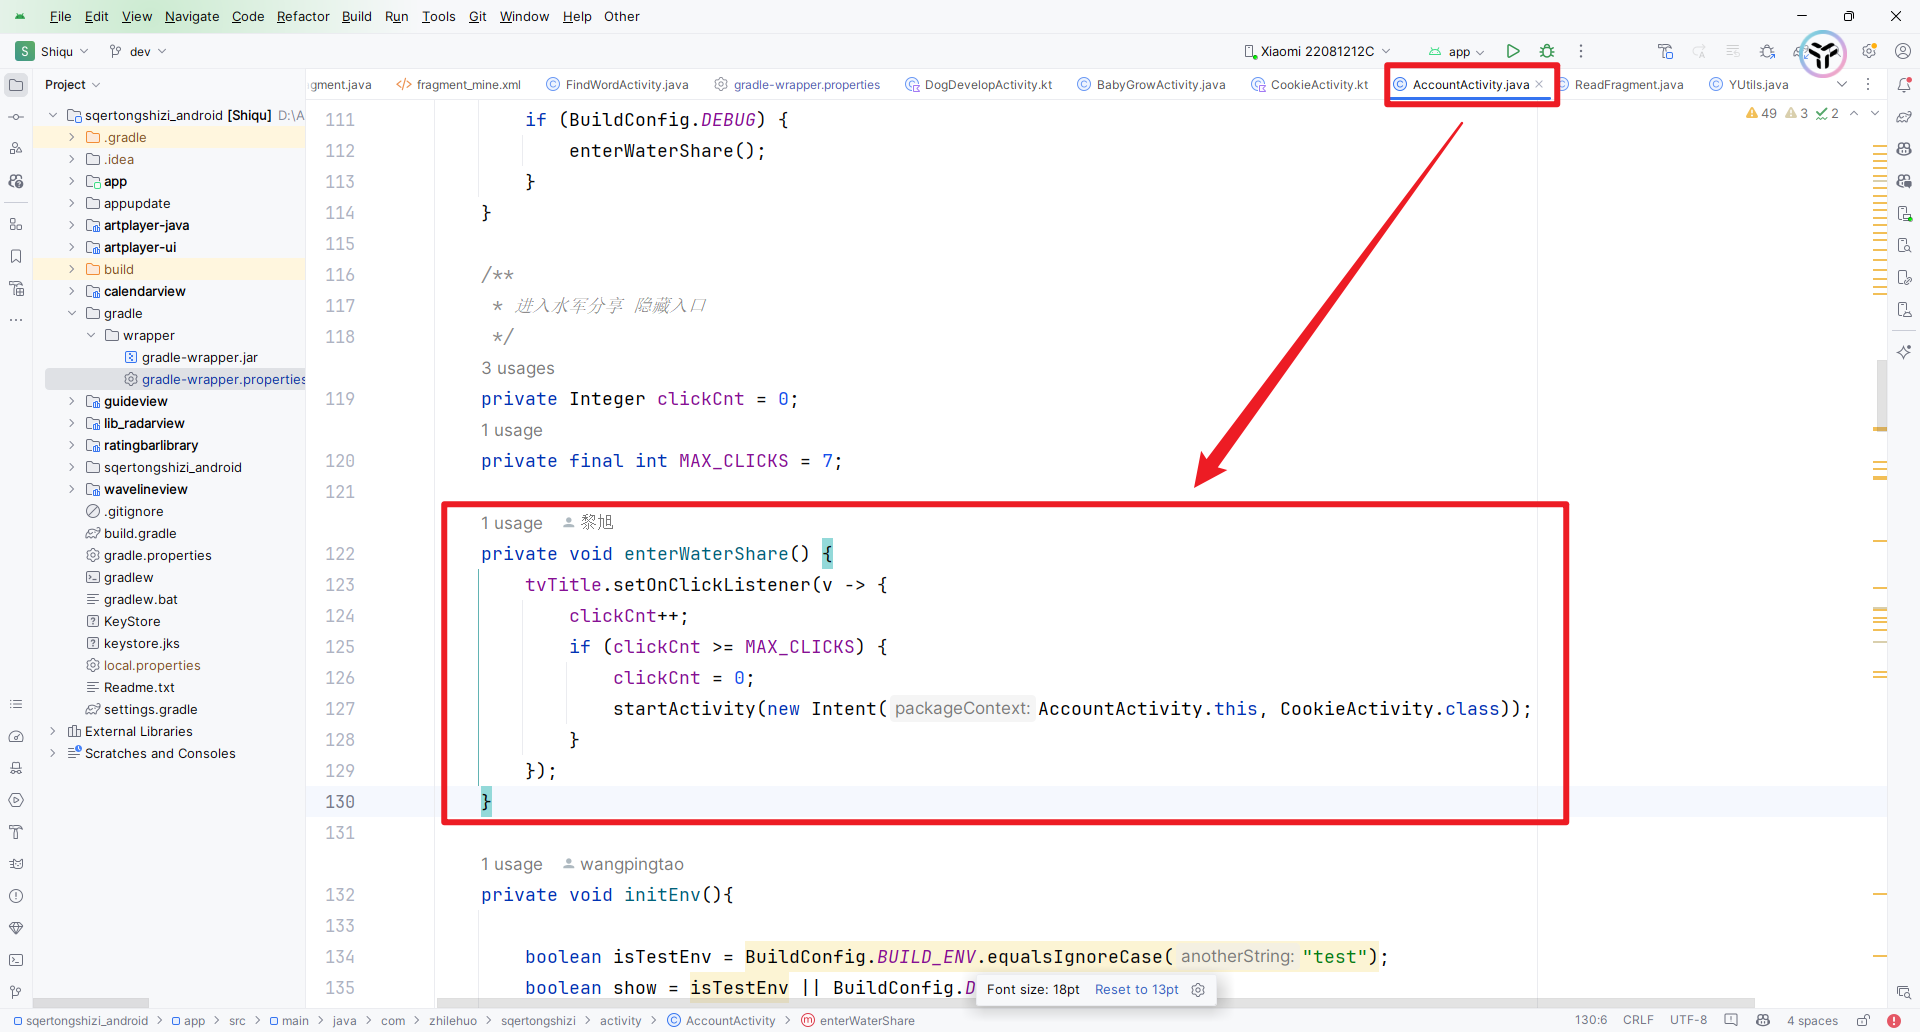 File Edit View Navigate Code Refactor Build Run Tools Git Window Help Other
S Shiqu dev Xiaomi 22081212C app
Project
gment.java fragment_mine.xml FindWordActivity.java gradle-wrapper.properties DogDevelopActivity.kt BabyGrowActivity.java CookieActivity.kt AccountActivity.java ReadFragment.java YUtils.java
49 3 2
sqertongshizi_android [Shiqu] D:\A
.gradle
.idea
app
appupdate
artplayer-java
artplayer-ui
build
calendarview
gradle
wrapper
gradle-wrapper.jar
gradle-wrapper.properties
guideview
lib_radarview
ratingbarlibrary
sqertongshizi_android
wavelineview
.gitignore
build.gradle
gradle.properties
gradlew
gradlew.bat
KeyStore
keystore.jks
local.properties
Readme.txt
settings.gradle
External Libraries
Scratches and Consoles
111 if (BuildConfig.DEBUG) {
112 enterWaterShare();
113 }
114 }
115
116 /**
117 * 进入水军分享 隐藏入口
118 */
3 usages
119 private Integer clickCnt = 0;
1 usage
120 private final int MAX_CLICKS = 7;
121
1 usage 黎旭
122 private void enterWaterShare() {
123 tvTitle.setOnClickListener(v -> {
124 clickCnt++;
125 if (clickCnt >= MAX_CLICKS) {
126 clickCnt = 0;
127 startActivity(new Intent( packageContext: AccountActivity.this, CookieActivity.class));
128 }
129 });
130 }
131
1 usage wangpingtao
132 private void initEnv(){
133
134 boolean isTestEnv = BuildConfig.BUILD_ENV.equalsIgnoreCase( anotherString: "test");
135 boolean show = isTestEnv || BuildConfig.D
Font size: 18pt Reset to 13pt
sqertongshizi_android > app > src > main > java > com > zhilehuo > sqertongshizi > activity > AccountActivity > enterWaterShare
130:6 CRLF UTF-8 4 spaces